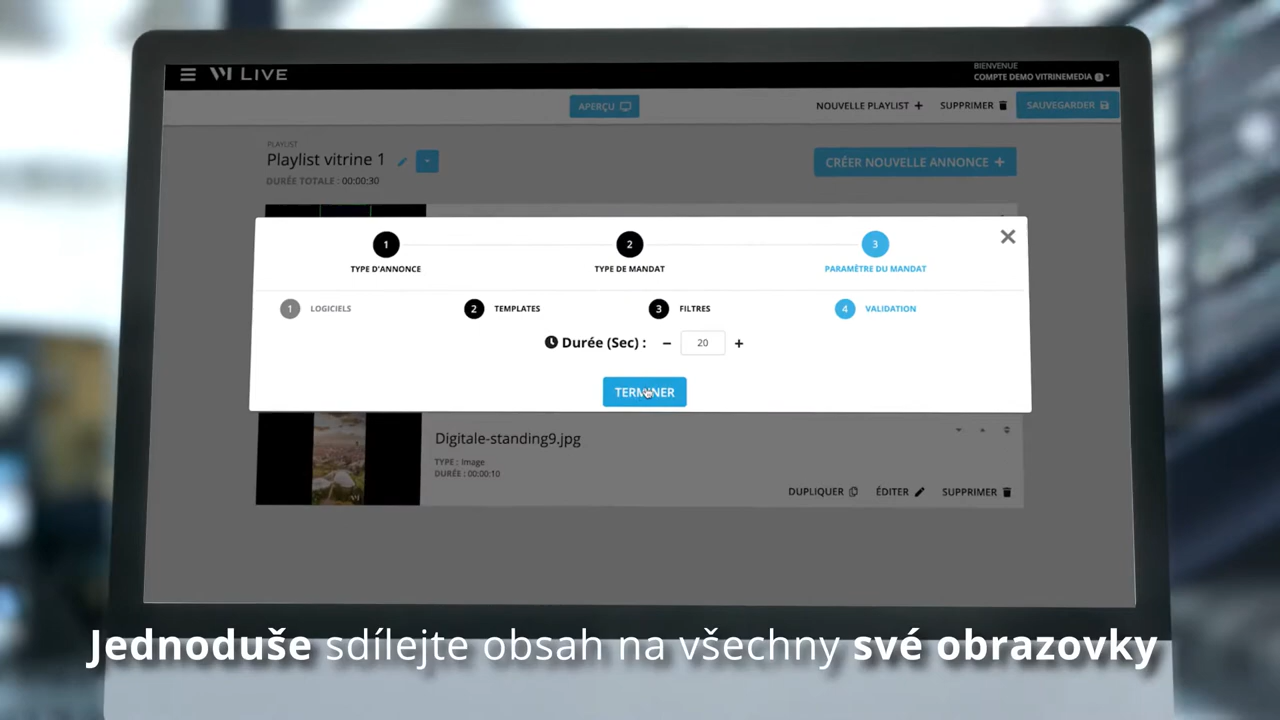 VM LIVE
BIENVENUE
COMPTE DEMO VITRINEMEDIA
APERÇU
NOUVELLE PLAYLIST +
SUPPRIMER
SAUVEGARDER
PLAYLIST
Playlist vitrine 1
DURÉE TOTALE : 00:00:30
CRÉER NOUVELLE ANNONCE +
1
2
3
TYPE D'ANNONCE
TYPE DE MANDAT
PARAMÈTRE DU MANDAT
1 LOGICIELS
2 TEMPLATES
3 FILTRES
4 VALIDATION
Durée (Sec) : − 20 +
TERMINER
Digitale-standing9.jpg
TYPE : Image
DURÉE : 00:00:10
DUPLIQUER
ÉDITER
SUPPRIMER
Jednoduše sdílejte obsah na všechny své obrazovky